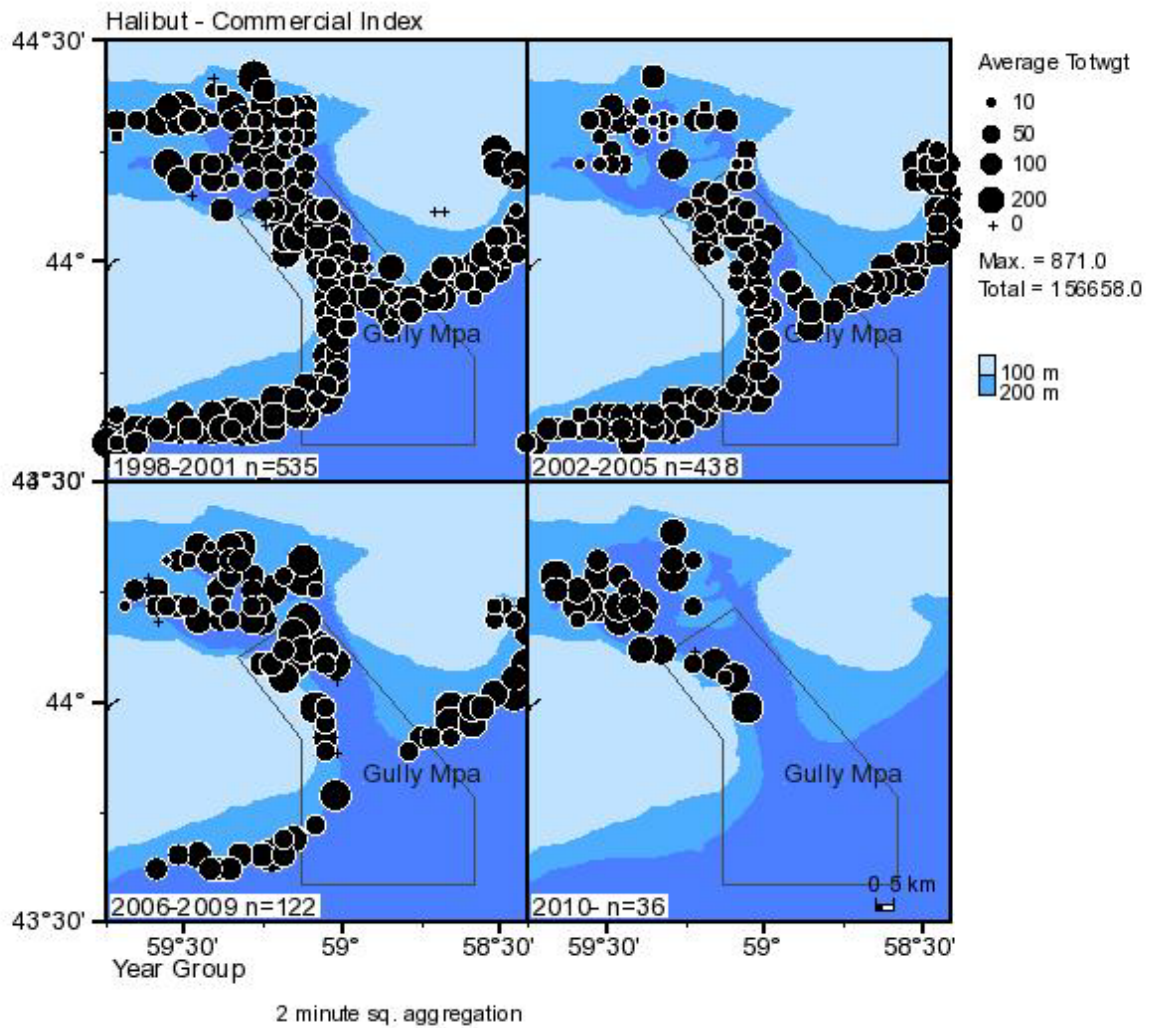 Halibut - Commercial Index
44°30'
44°
43°30'
44°
43°30'
1998-2001 n=535
2002-2005 n=438
2006-2009 n=122
2010- n=36
Gully Mpa
Gully Mpa
Gully Mpa
Gully Mpa
0 5 km
59°30'
59°
58°30'
59°30'
59°
58°30'
Year Group
2 minute sq. aggregation
Average Totwgt
10
50
100
200
0
Max. = 871.0
Total = 156658.0
100 m
200 m